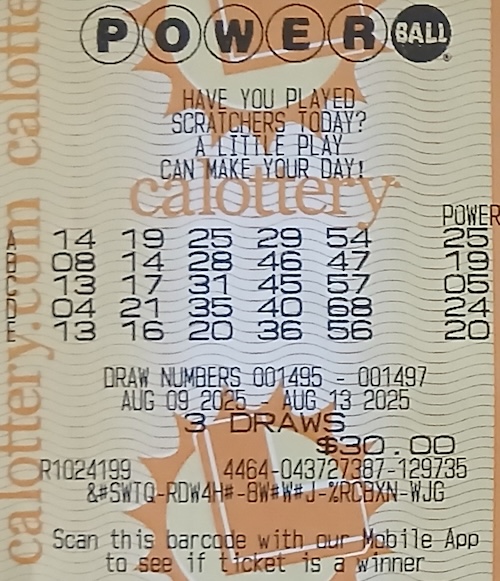 POWER BALL
HAVE YOU PLAYED
SCRATCHERS TODAY?
A LITTLE PLAY
CAN MAKE YOUR DAY!
calottery
POWER
A 14 19 25 29 54 25
B 08 14 28 46 47 19
C 13 17 31 45 57 05
D 04 21 35 40 68 24
E 13 16 20 36 56 20
DRAW NUMBERS 001495 - 001497
AUG 09 2025 - AUG 13 2025
3 DRAWS
$30.00
R1024199 4464-043727387-129735
&#SWTQ-RDW4H#-BW#W#J-%RCBXN-WJG
Scan this barcode with our Mobile App
to see if ticket is a winner
calottery.com calotte